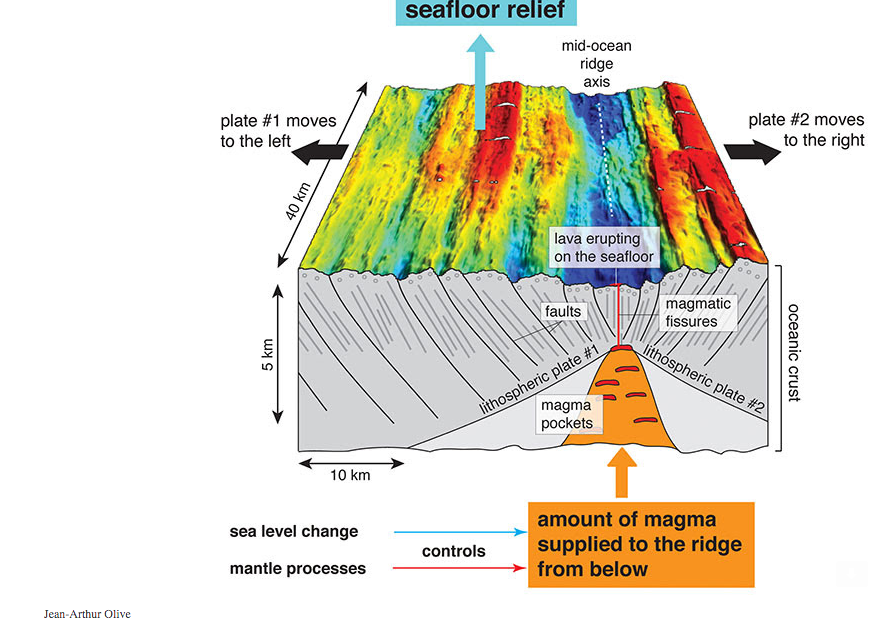 seafloor relief
mid-ocean
ridge
axis
plate #1 moves
to the left
plate #2 moves
to the right
40 km
lava erupting
on the seafloor
faults
magmatic
fissures
5 km
oceanic crust
lithospheric plate #1
lithospheric plate #2
magma
pockets
10 km
sea level change
controls
mantle processes
amount of magma
supplied to the ridge
from below
Jean-Arthur Olive